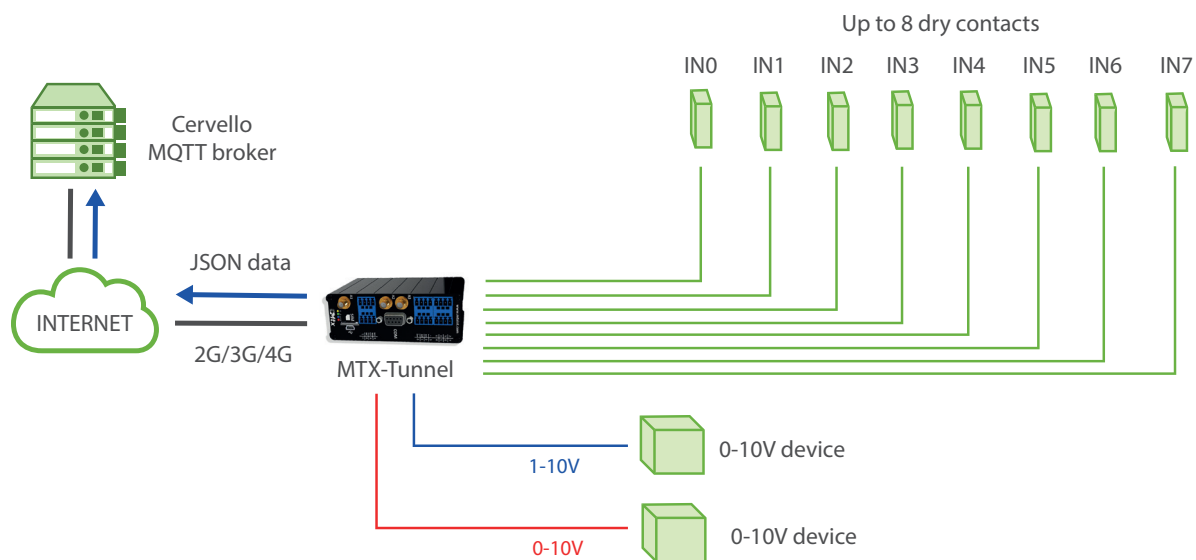 Up to 8 dry contacts
IN0 IN1 IN2 IN3 IN4 IN5 IN6 IN7
Cervello
MQTT broker
JSON data
INTERNET
2G/3G/4G
MTX-Tunnel
COM
1-10V
0-10V device
0-10V
0-10V device